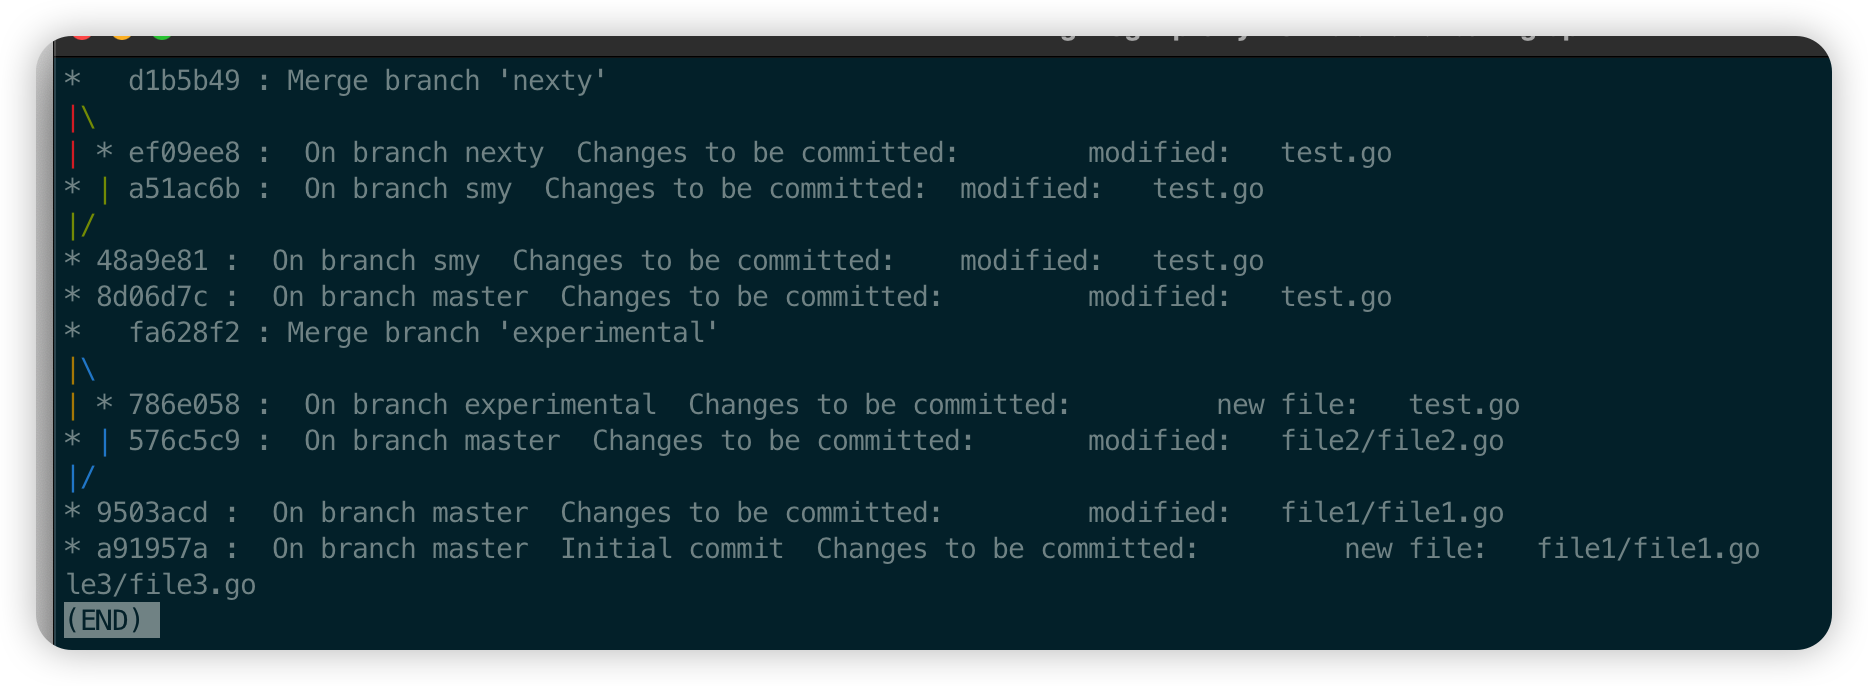 *   d1b5b49 : Merge branch 'nexty'
|\
| * ef09ee8 :  On branch nexty  Changes to be committed:        modified:   test.go
* | a51ac6b :  On branch smy  Changes to be committed:  modified:   test.go
|/
* 48a9e81 :  On branch smy  Changes to be committed:    modified:   test.go
* 8d06d7c :  On branch master  Changes to be committed:         modified:   test.go
*   fa628f2 : Merge branch 'experimental'
|\
| * 786e058 :  On branch experimental  Changes to be committed:         new file:   test.go
* | 576c5c9 :  On branch master  Changes to be committed:       modified:   file2/file2.go
|/
* 9503acd :  On branch master  Changes to be committed:         modified:   file1/file1.go
* a91957a :  On branch master  Initial commit  Changes to be committed:         new file:   file1/file1.go
le3/file3.go
(END)